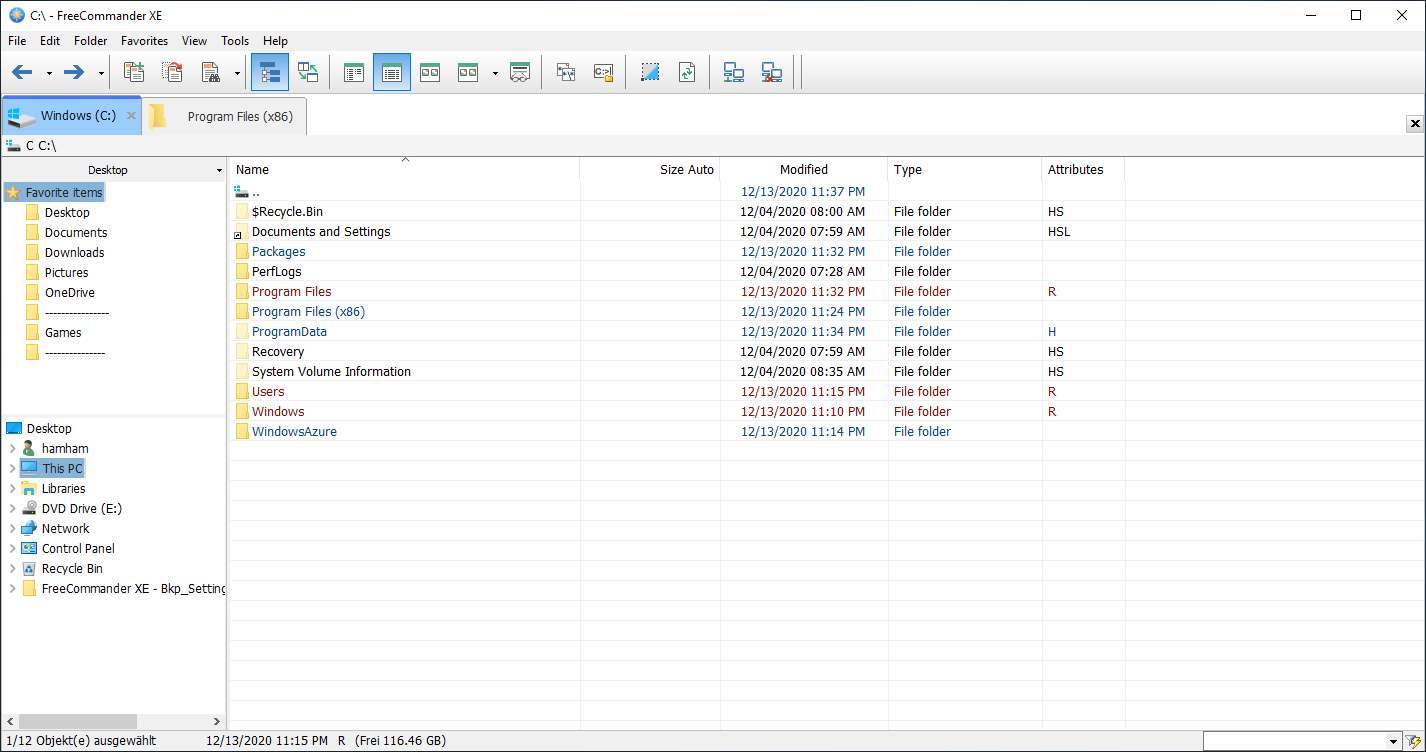 C:\ - FreeCommander XE
File Edit Folder Favorites View Tools Help
Windows (C:) Program Files (x86)
C C:\
Desktop
Name Size Auto Modified Type Attributes
Favorite items
Desktop
Documents
Downloads
Pictures
OneDrive
----------------
Games
---------------
.. 12/13/2020 11:37 PM
$Recycle.Bin 12/04/2020 08:00 AM File folder HS
Documents and Settings 12/04/2020 07:59 AM File folder HSL
Packages 12/13/2020 11:32 PM File folder
PerfLogs 12/04/2020 07:28 AM File folder
Program Files 12/13/2020 11:32 PM File folder R
Program Files (x86) 12/13/2020 11:24 PM File folder
ProgramData 12/13/2020 11:34 PM File folder H
Recovery 12/04/2020 07:59 AM File folder HS
System Volume Information 12/04/2020 08:35 AM File folder HS
Users 12/13/2020 11:15 PM File folder R
Windows 12/13/2020 11:10 PM File folder R
WindowsAzure 12/13/2020 11:14 PM File folder
Desktop
hamham
This PC
Libraries
DVD Drive (E:)
Network
Control Panel
Recycle Bin
FreeCommander XE - Bkp_Setting
1/12 Objekt(e) ausgewählt 12/13/2020 11:15 PM R (Frei 116.46 GB)